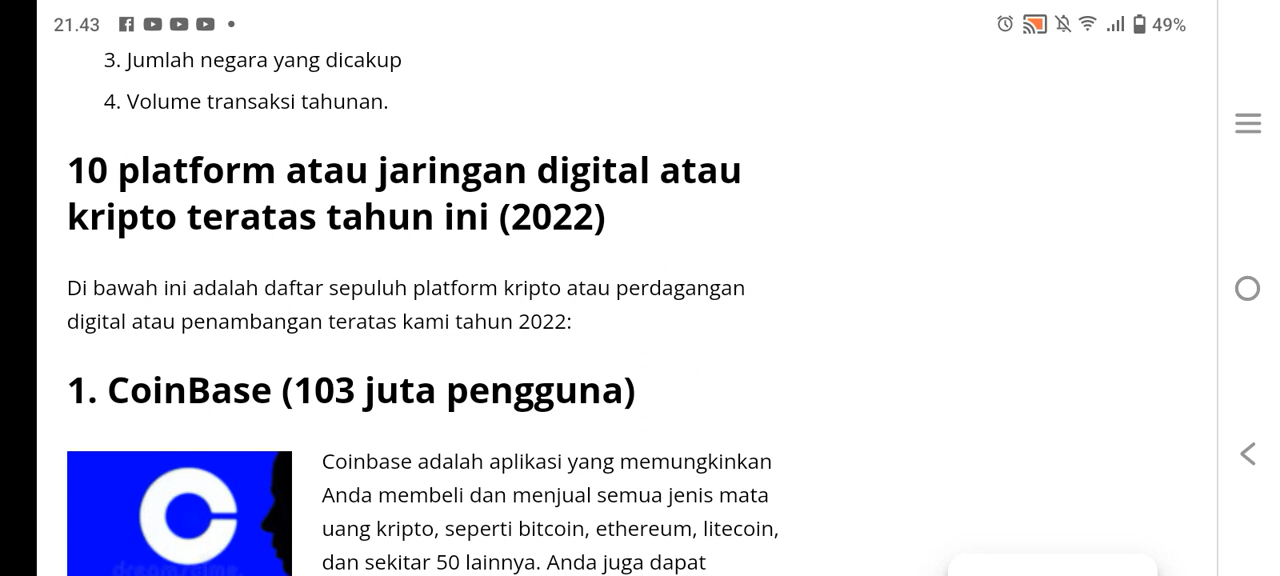 21.43
49%
3. Jumlah negara yang dicakup
4. Volume transaksi tahunan.
10 platform atau jaringan digital atau
kripto teratas tahun ini (2022)
Di bawah ini adalah daftar sepuluh platform kripto atau perdagangan
digital atau penambangan teratas kami tahun 2022:
1. CoinBase (103 juta pengguna)
Coinbase adalah aplikasi yang memungkinkan
Anda membeli dan menjual semua jenis mata
uang kripto, seperti bitcoin, ethereum, litecoin,
dan sekitar 50 lainnya. Anda juga dapat
dreamstime.